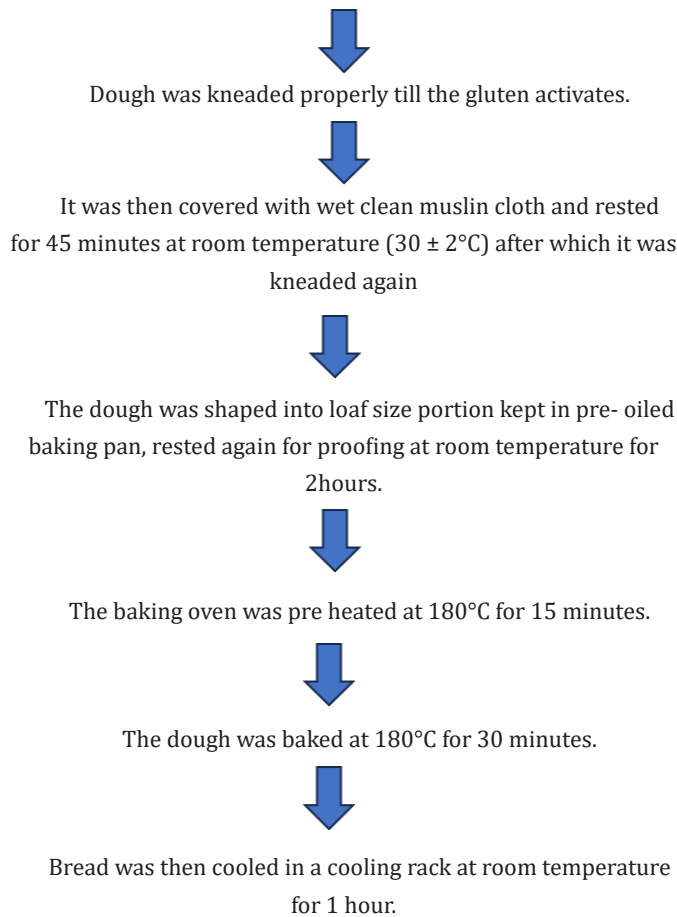 Dough was kneaded properly till the gluten activates.
It was then covered with wet clean muslin cloth and rested
for 45 minutes at room temperature (30 ± 2°C) after which it was
kneaded again
The dough was shaped into loaf size portion kept in pre- oiled
baking pan, rested again for proofing at room temperature for
2hours.
The baking oven was pre heated at 180°C for 15 minutes.
The dough was baked at 180°C for 30 minutes.
Bread was then cooled in a cooling rack at room temperature
for 1 hour.